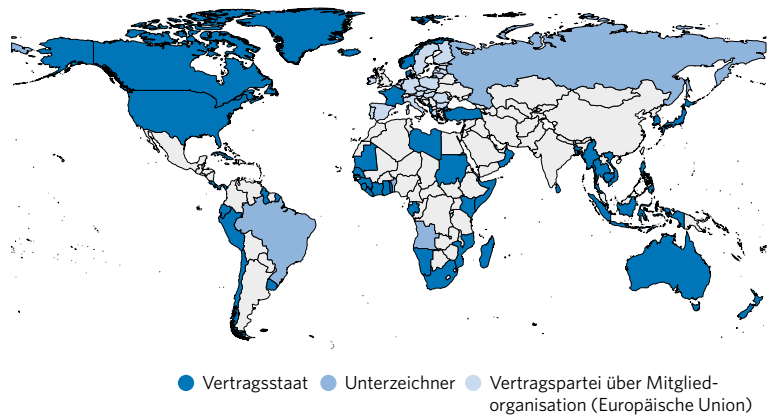 Vertragsstaat
Unterzeichner
Vertragspartei über Mitglied-
organisation (Europäische Union)